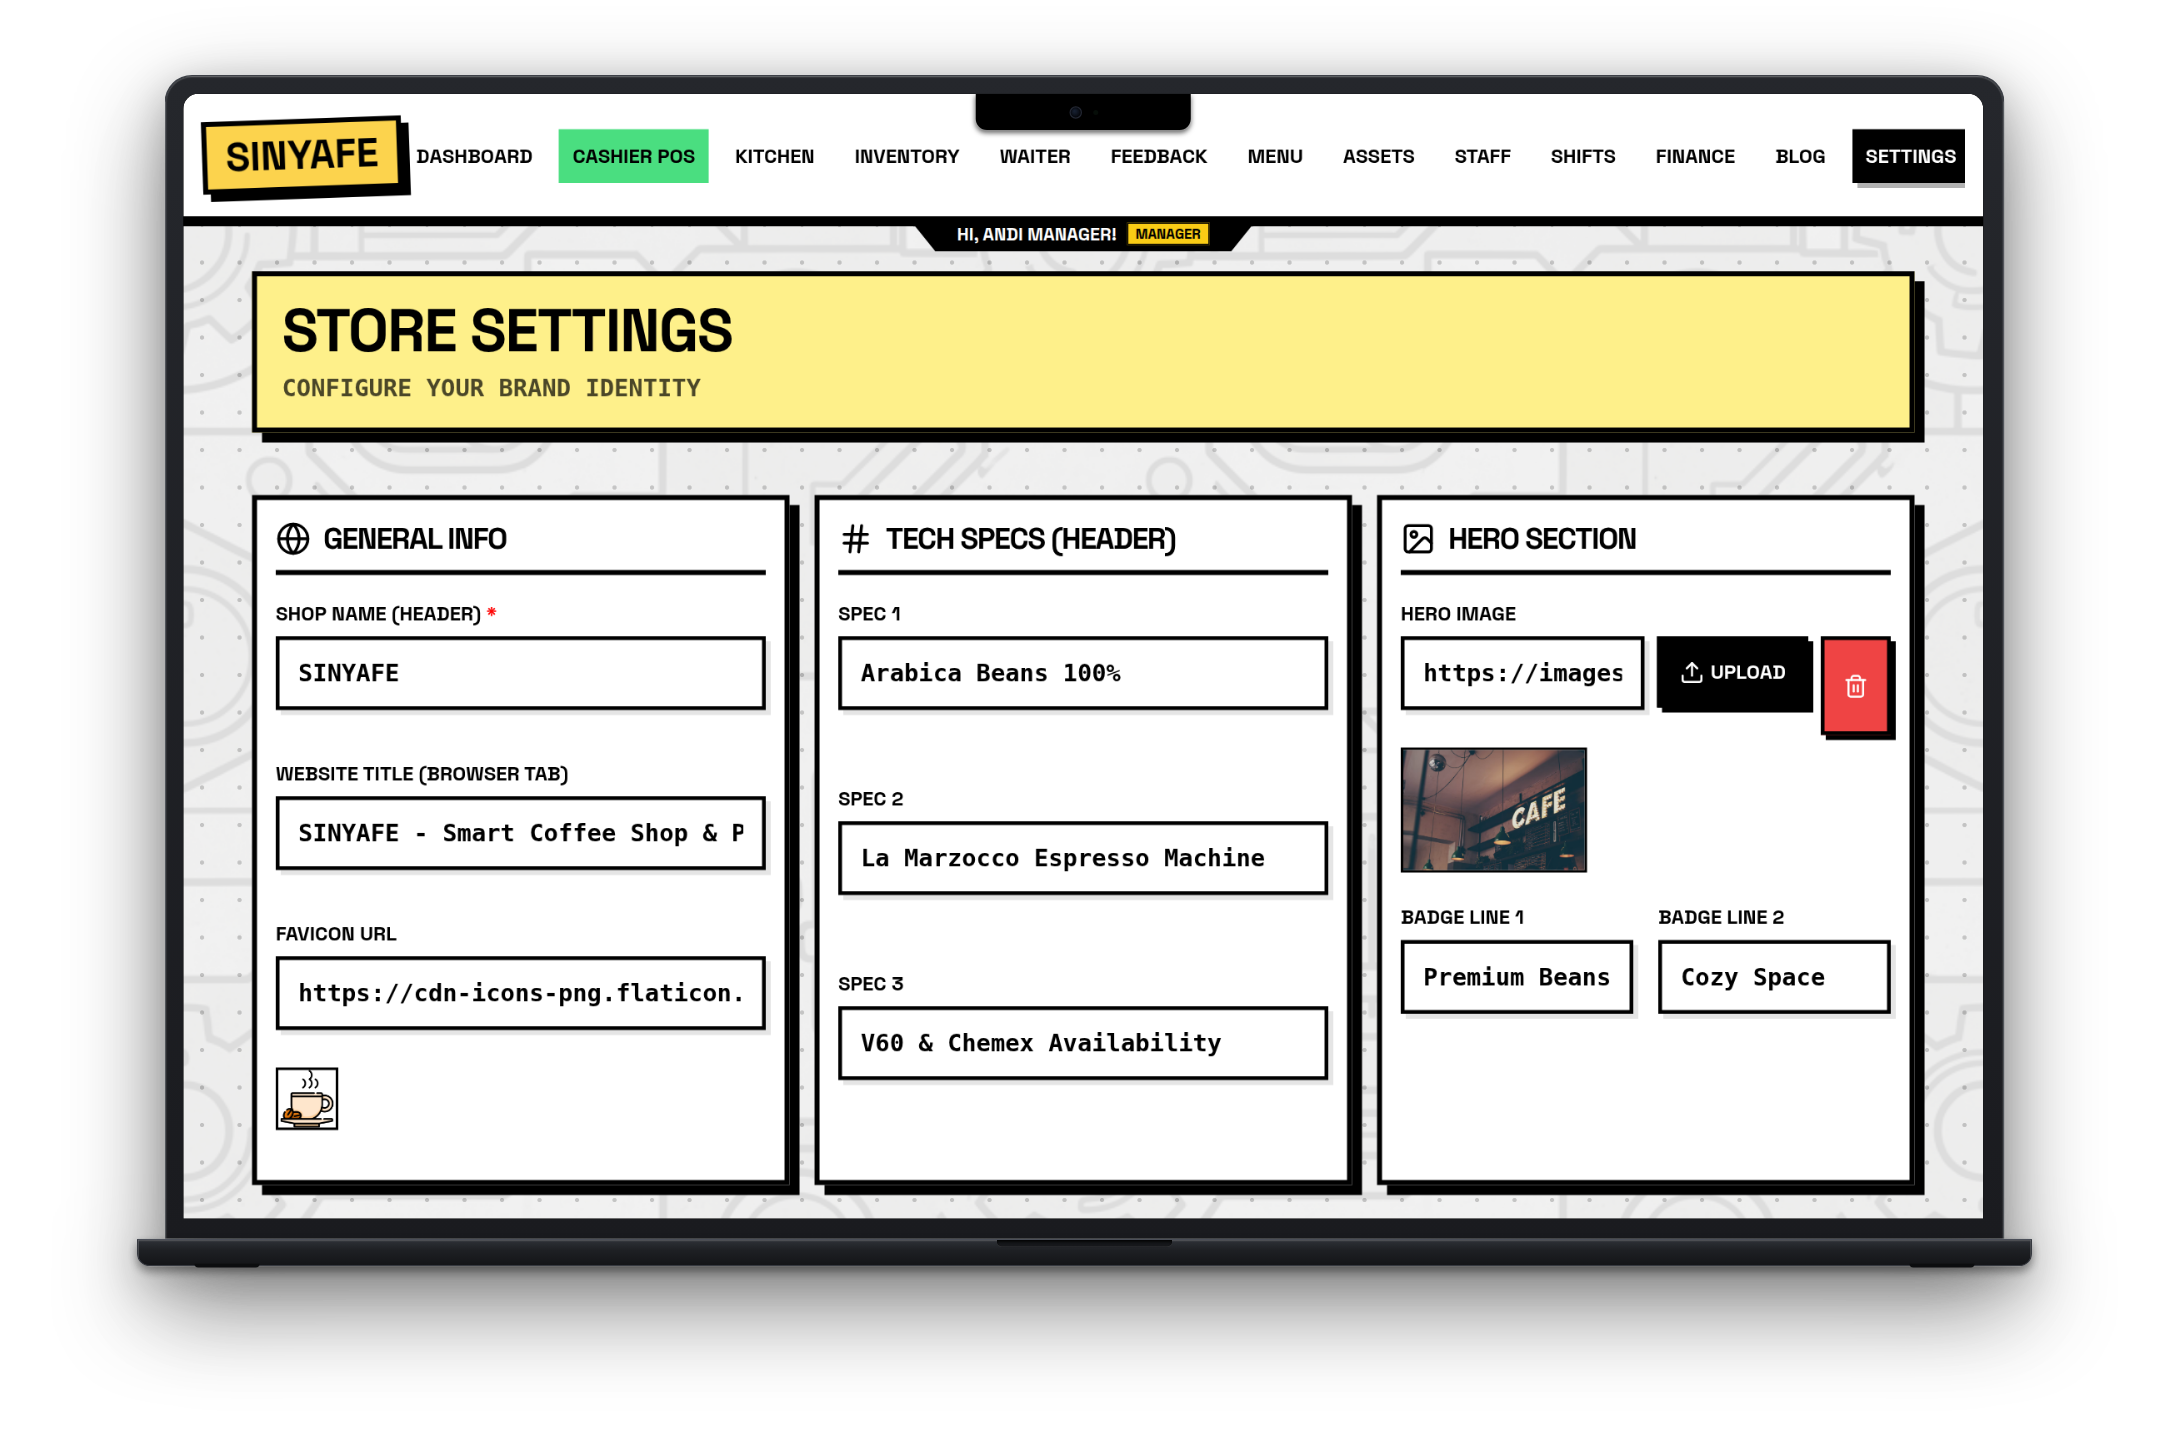 SINYAFE
DASHBOARD
CASHIER POS
KITCHEN
INVENTORY
WAITER
FEEDBACK
MENU
ASSETS
STAFF
SHIFTS
FINANCE
BLOG
SETTINGS
HI, ANDI MANAGER! MANAGER
STORE SETTINGS
CONFIGURE YOUR BRAND IDENTITY
GENERAL INFO
SHOP NAME (HEADER) *
SINYAFE
WEBSITE TITLE (BROWSER TAB)
SINYAFE - Smart Coffee Shop & P
FAVICON URL
https://cdn-icons-png.flaticon.
TECH SPECS (HEADER)
SPEC 1
Arabica Beans 100%
SPEC 2
La Marzocco Espresso Machine
SPEC 3
V60 & Chemex Availability
HERO SECTION
HERO IMAGE
https://images
UPLOAD
CAFE
BADGE LINE 1
Premium Beans
BADGE LINE 2
Cozy Space